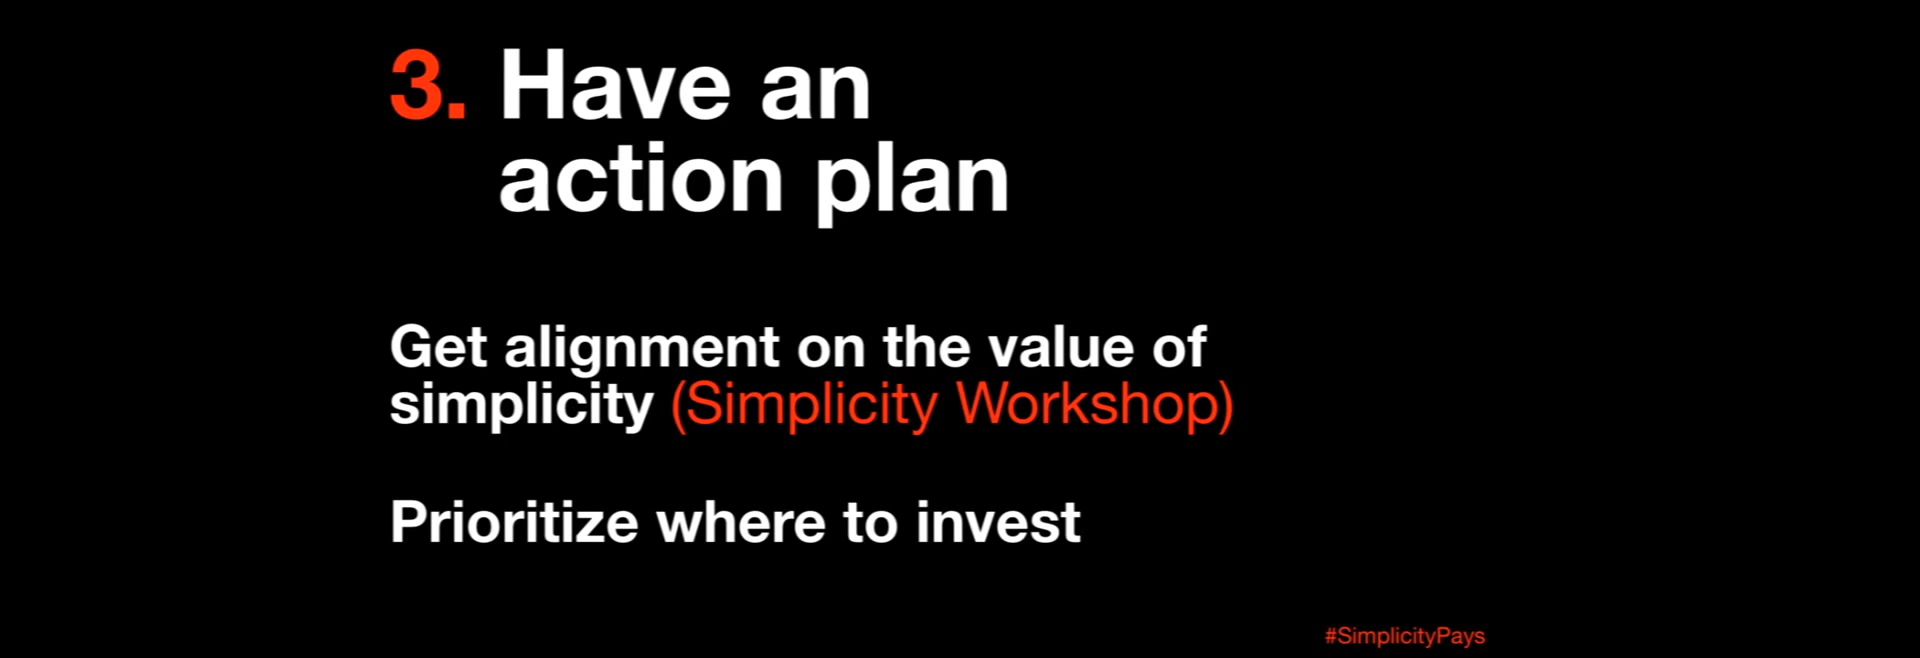 3. Have an
action plan
Get alignment on the value of
simplicity (Simplicity Workshop)
Prioritize where to invest
#SimplicityPays